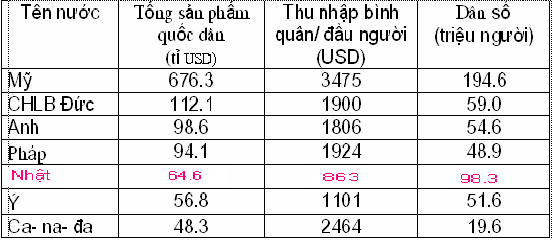 Tên nước Tổng sản phẩm quốc dân (tỉ USD) Thu nhập bình quân/ đầu người (USD) Dân số (triệu người)
Mỹ 676.3 3475 194.6
CHLB Đức 112.1 1900 59.0
Anh 98.6 1806 54.6
Pháp 94.1 1924 48.9
Nhật 64.6 863 98.3
Ý 56.8 1101 51.6
Ca- na- đa 48.3 2464 19.6